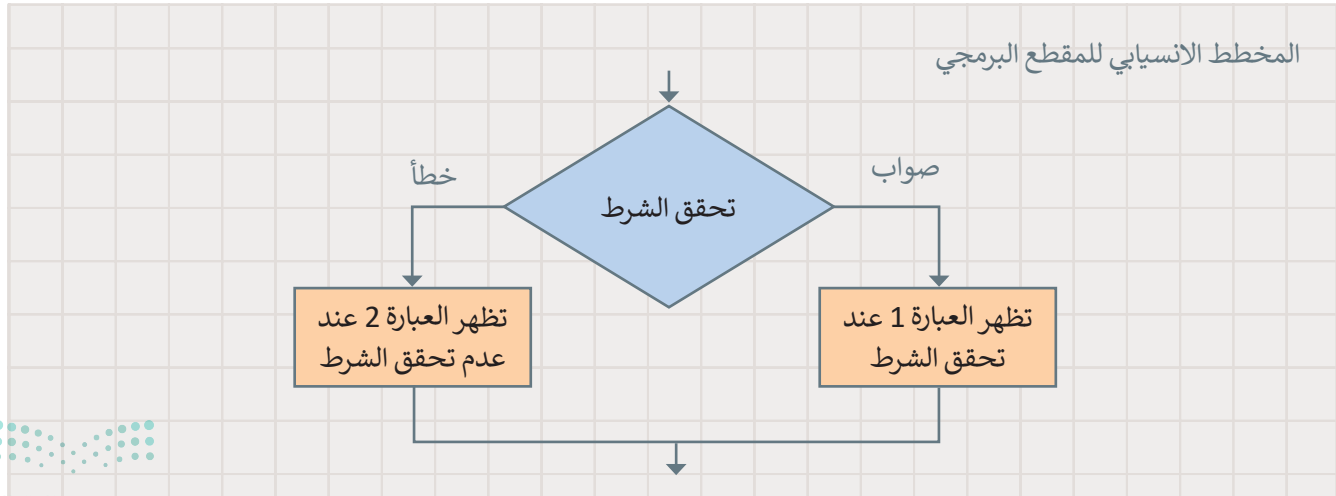 المخطط الانسيابي للمقطع البرمجي
صواب
خطأ
تحقق الشرط
تظهر العبارة 1 عند
تحقق الشرط
تظهر العبارة 2 عند
عدم تحقق الشرط